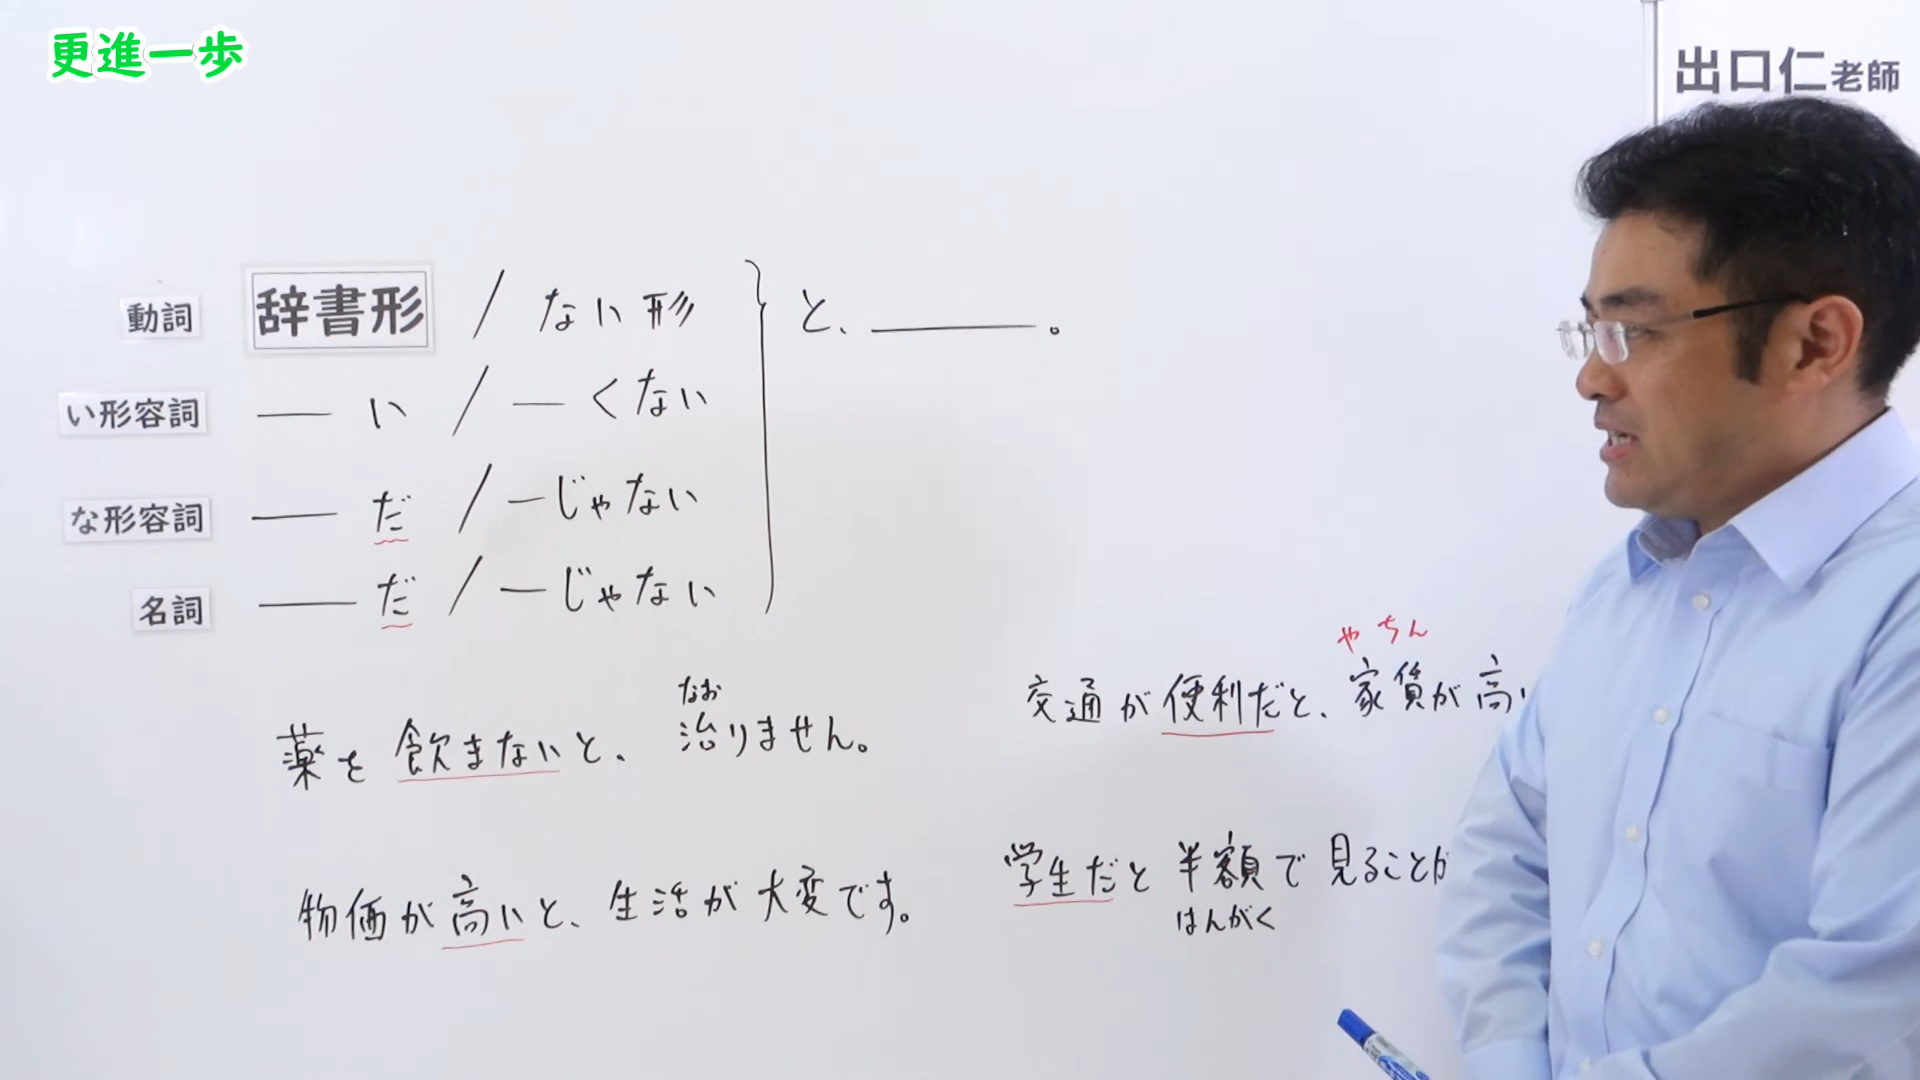 更進一歩
出口仁老師
動詞 辞書形 / ない形 と、______。
い形容詞 ― い / ― くない
な形容詞 ― だ / ― じゃない
名詞 ― だ / ― じゃない
なお
薬を飲まないと、治りません。
物価が高いと、生活が大変です。
やちん
交通が便利だと、家賃が高
学生だと半額で見ることが
はんがく